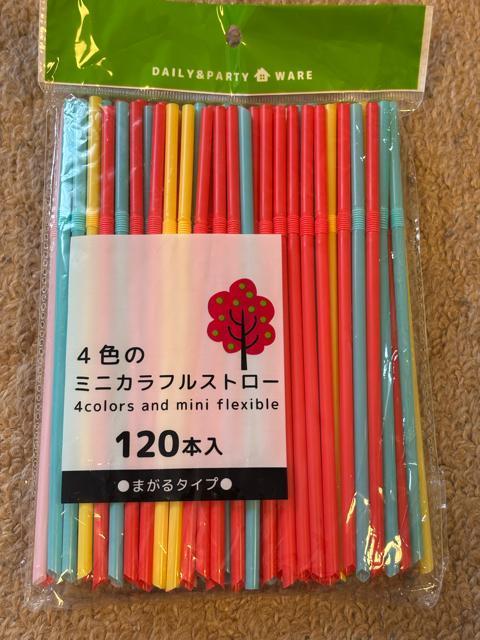 DAILY&PARTY WARE
4色の
ミニカラフルストロー
4colors and mini flexible
120本入
●まがるタイプ●